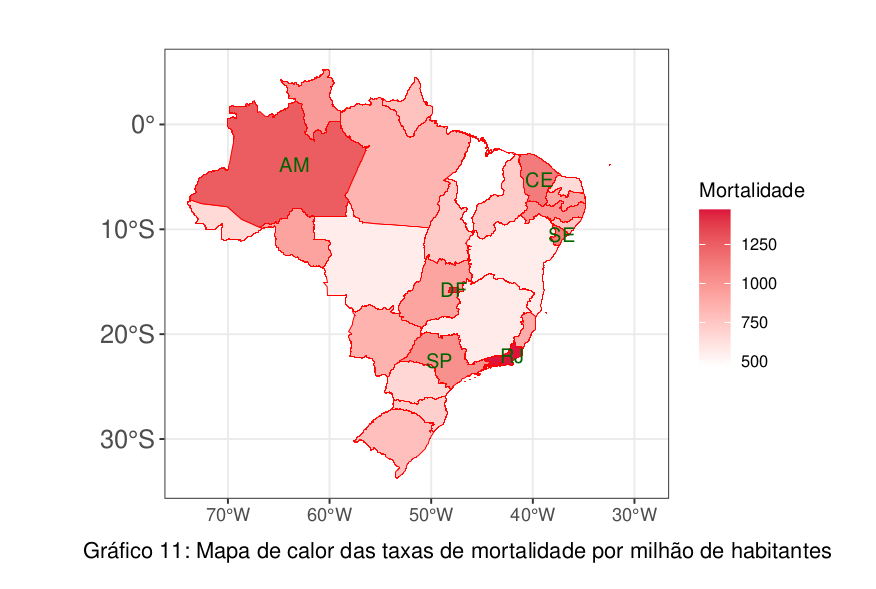 Mortalidade
1250
1000
750
500
0°
10°S
20°S
30°S
AM
CE
SE
DF
SP
RJ
70°W 60°W 50°W 40°W 30°W
Gráfico 11: Mapa de calor das taxas de mortalidade por milhão de habitantes